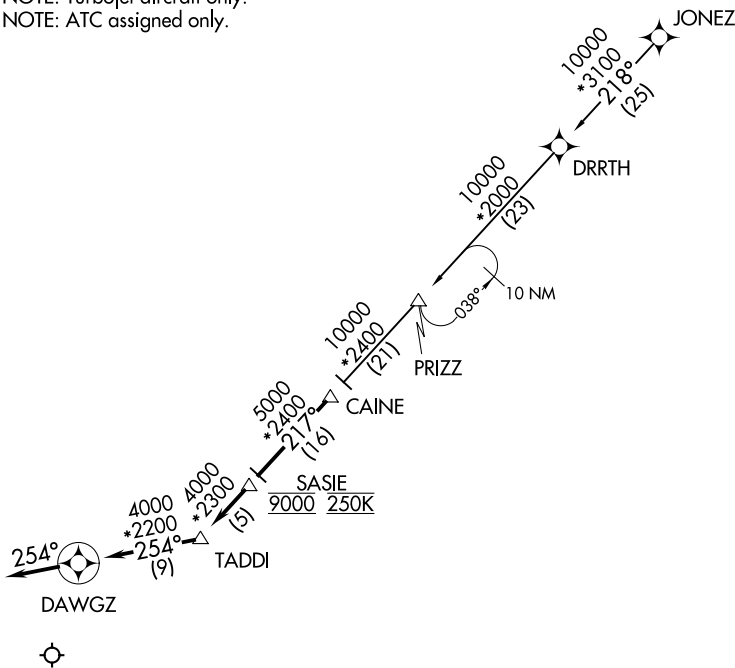 NOTE: Turbojet aircraft only.
NOTE: ATC assigned only.
JONEZ
10000
*3100
218°
(25)
DRRTH
10000
*2000
(23)
038°
10 NM
PRIZZ
10000
*2400
(21)
CAINE
5000
*2400
217°
(16)
SASIE
9000 250K
4000
*2300
(5)
TADDI
4000
*2200
254°
(9)
254°
DAWGZ